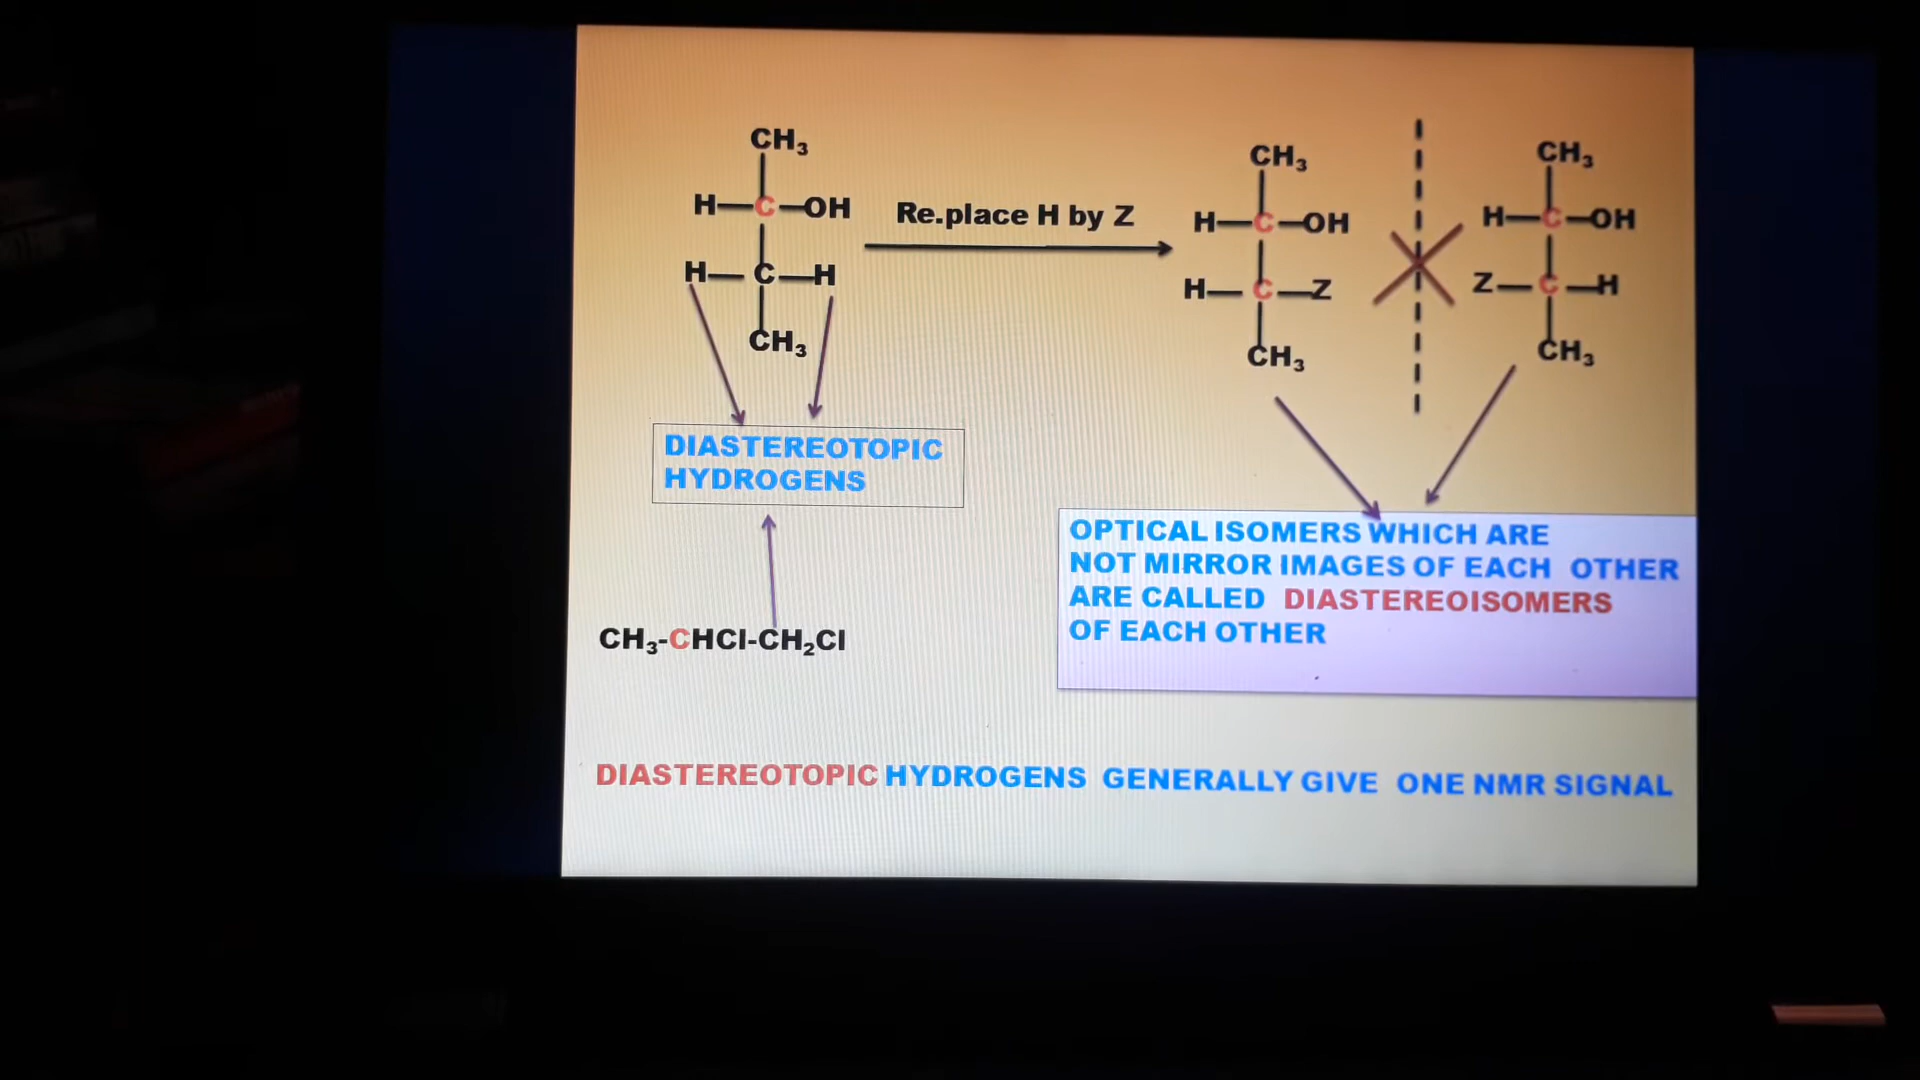 CH₃
H—C—OH
H—C—H
CH₃
Re.place H by Z
CH₃
H—C—OH
H—C—Z
CH₃
CH₃
H—C—OH
Z—C—H
CH₃
DIASTEREOTOPIC
HYDROGENS
OPTICAL ISOMERS WHICH ARE
NOT MIRROR IMAGES OF EACH OTHER
ARE CALLED DIASTEREOISOMERS
OF EACH OTHER
CH₃-CHCl-CH₂Cl
DIASTEREOTOPIC HYDROGENS GENERALLY GIVE ONE NMR SIGNAL